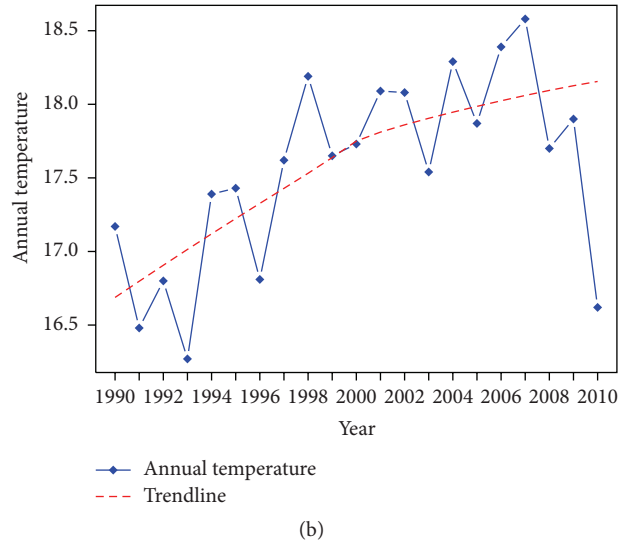 18.5
18.0
17.5
17.0
16.5
Annual temperature
1990 1992 1994 1996 1998 2000 2002 2004 2006 2008 2010
Year
Annual temperature
Trendline
(b)